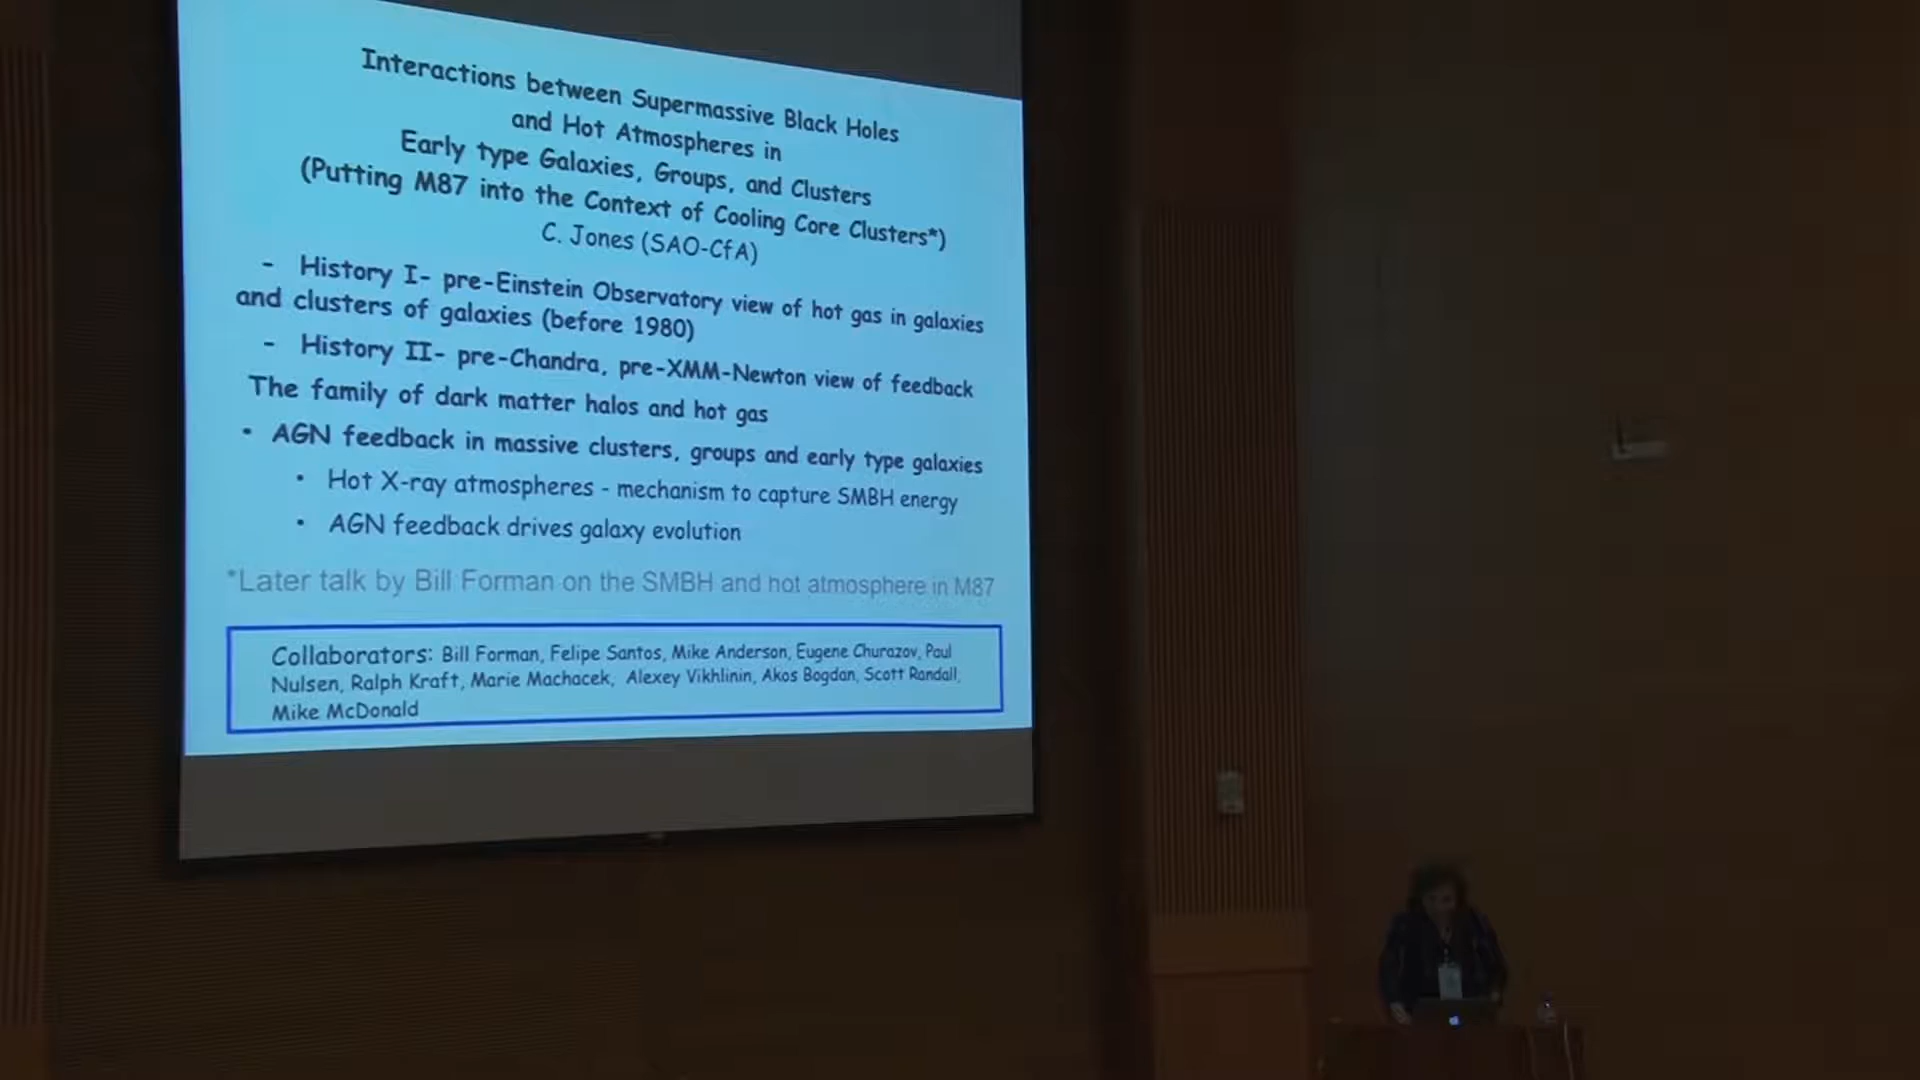 Interactions between Supermassive Black Holes
and Hot Atmospheres in
Early type Galaxies, Groups, and Clusters
(Putting M87 into the Context of Cooling Core Clusters*)
C. Jones (SAO-CfA)
- History I- pre-Einstein Observatory view of hot gas in galaxies
and clusters of galaxies (before 1980)
- History II- pre-Chandra, pre-XMM-Newton view of feedback
The family of dark matter halos and hot gas
• AGN feedback in massive clusters, groups and early type galaxies
• Hot X-ray atmospheres - mechanism to capture SMBH energy
• AGN feedback drives galaxy evolution
*Later talk by Bill Forman on the SMBH and hot atmosphere in M87
Collaborators: Bill Forman, Felipe Santos, Mike Anderson, Eugene Churazov, Paul
Nulsen, Ralph Kraft, Marie Machacek, Alexey Vikhlinin, Akos Bogdan, Scott Randall,
Mike McDonald